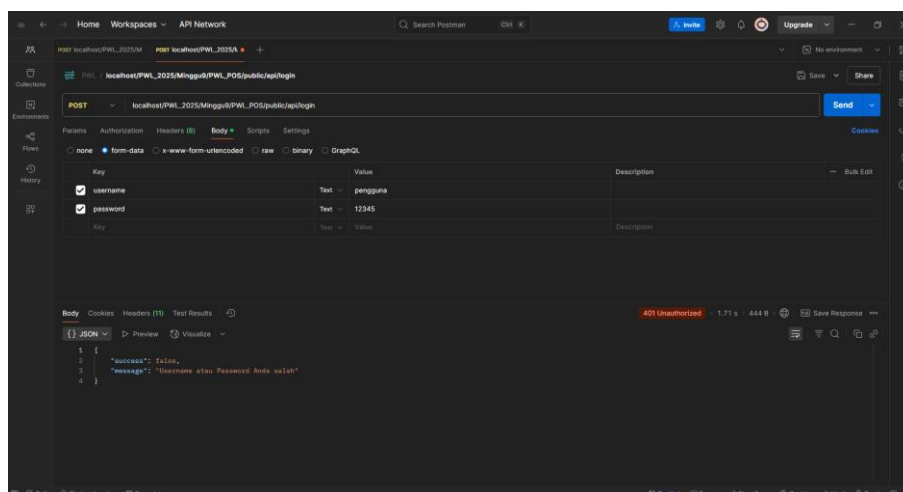 Home Workspaces API Network Search Postman Ctrl K Invite Upgrade
POST localhost/PWL_2025/M POST localhost/PWL_2025/M No environment
PWL / localhost/PWL_2025/Minggu9/PWL_POS/public/api/login Save Share
Collections
POST localhost/PWL_2025/Minggu9/PWL_POS/public/api/login Send
Environments
Params Authorization Headers (8) Body Scripts Settings Cookies
Flows
none form-data x-www-form-urlencoded raw binary GraphQL
Key Value Description Bulk Edit
History
username Text pengguna
password Text 12345
Key Text Value Description
Body Cookies Headers (11) Test Results 401 Unauthorized 1.71 s 444 B Save Response
{} JSON Preview Visualize
1 {
2 "success": false,
3 "message": "Username atau Password Anda salah"
4 }